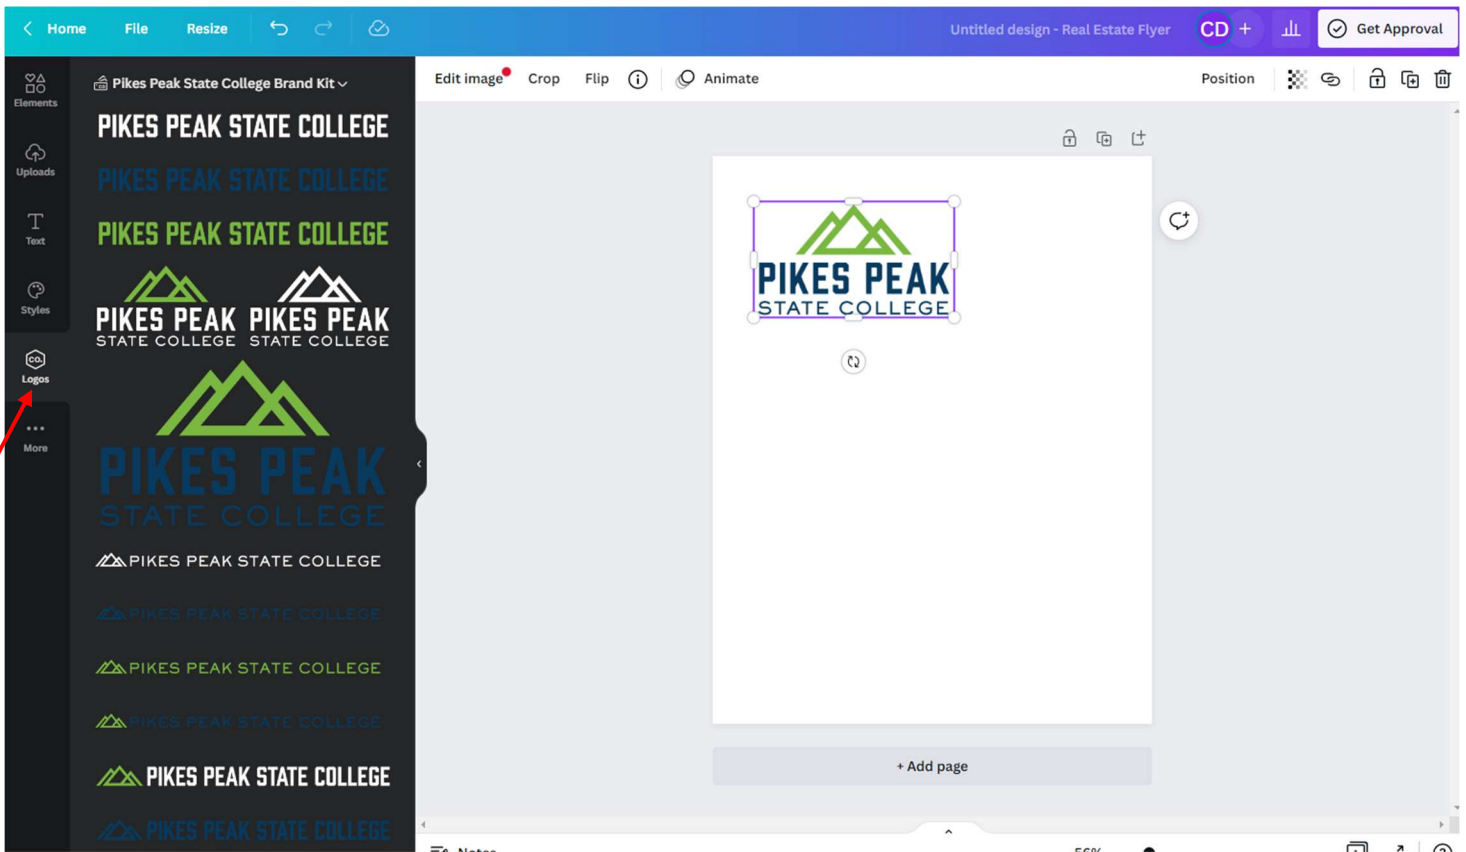 Home File Resize Untitled design - Real Estate Flyer CD + Get Approval
Elements
Uploads
Text
Styles
CO.
Logos
More
Pikes Peak State College Brand Kit
PIKES PEAK STATE COLLEGE
PIKES PEAK STATE COLLEGE
PIKES PEAK STATE COLLEGE
PIKES PEAK
STATE COLLEGE
PIKES PEAK
STATE COLLEGE
PIKES PEAK
STATE COLLEGE
PIKES PEAK STATE COLLEGE
PIKES PEAK STATE COLLEGE
PIKES PEAK STATE COLLEGE
PIKES PEAK STATE COLLEGE
PIKES PEAK STATE COLLEGE
PIKES PEAK STATE COLLEGE
Edit image Crop Flip Animate Position
PIKES PEAK
STATE COLLEGE
+ Add page
Notes 56%